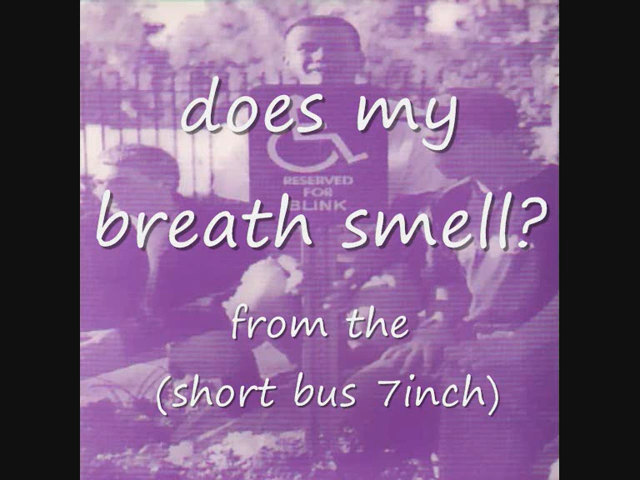 does my
RESERVED
FOR
BLINK
breath smell?
from the
(short bus 7inch)